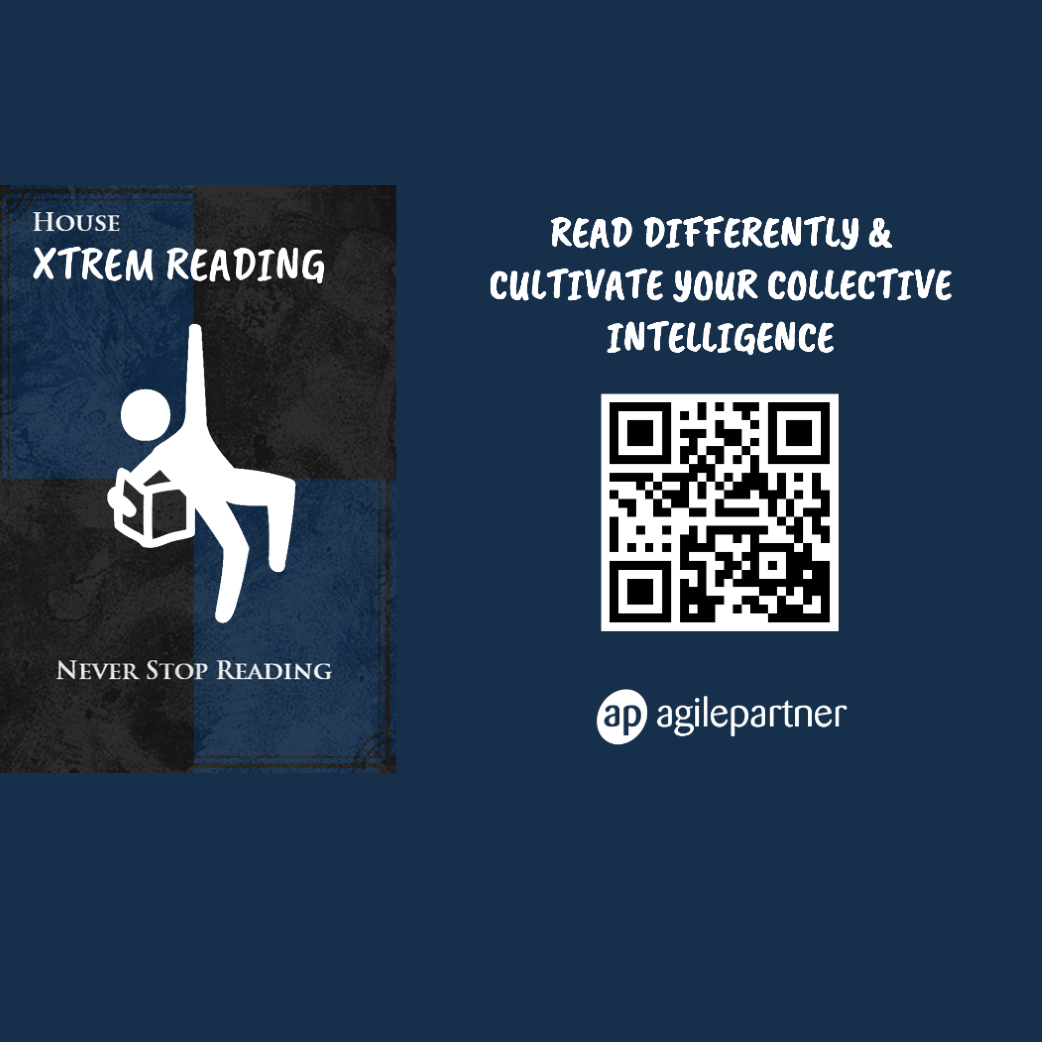 House
XTREM READING
Never Stop Reading
READ DIFFERENTLY &
CULTIVATE YOUR COLLECTIVE
INTELLIGENCE
ap agilepartner